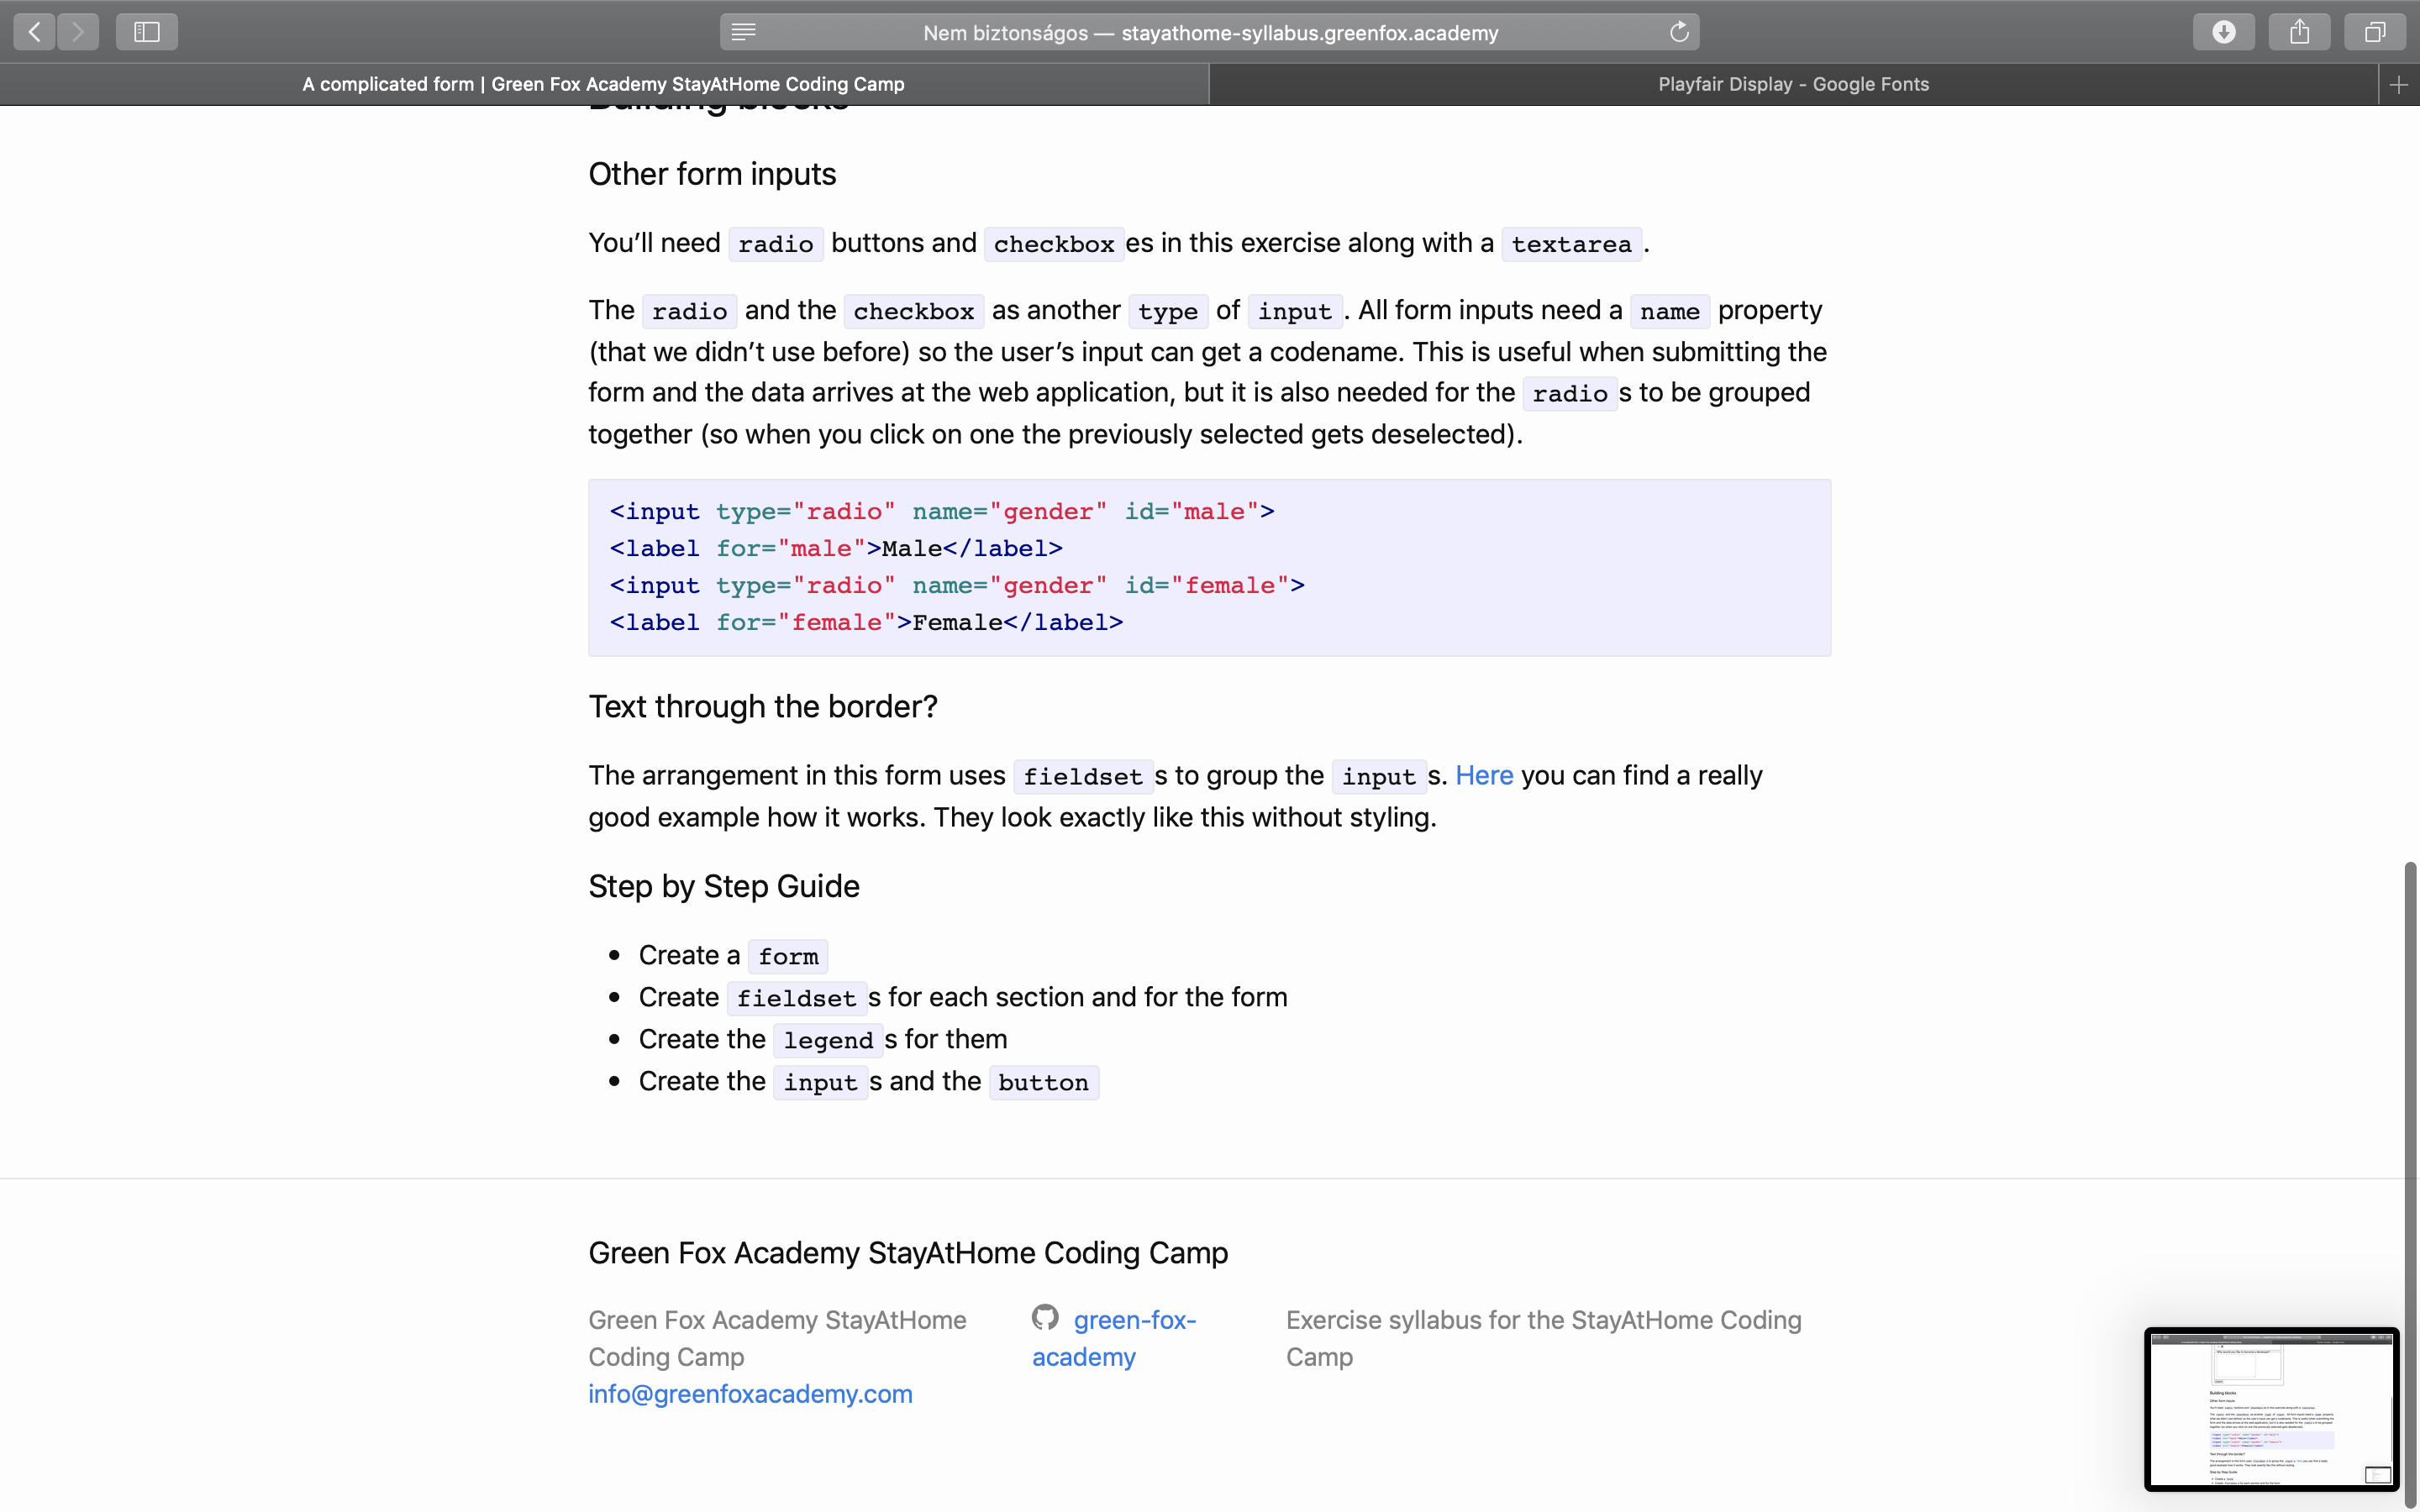 Nem biztonságos — stayathome-syllabus.greenfox.academy
A complicated form | Green Fox Academy StayAtHome Coding Camp
Playfair Display - Google Fonts
Building blocks
Other form inputs
You’ll need radio buttons and checkboxes in this exercise along with a textarea.
The radio and the checkbox as another type of input. All form inputs need a name property
(that we didn’t use before) so the user’s input can get a codename. This is useful when submitting the
form and the data arrives at the web application, but it is also needed for the radios to be grouped
together (so when you click on one the previously selected gets deselected).
<input type="radio" name="gender" id="male">
<label for="male">Male</label>
<input type="radio" name="gender" id="female">
<label for="female">Female</label>
Text through the border?
The arrangement in this form uses fieldsets to group the inputs. Here you can find a really
good example how it works. They look exactly like this without styling.
Step by Step Guide
• Create a form
• Create fieldsets for each section and for the form
• Create the legends for them
• Create the inputs and the button
Green Fox Academy StayAtHome Coding Camp
Green Fox Academy StayAtHome
Coding Camp
info@greenfoxacademy.com
green-fox-
academy
Exercise syllabus for the StayAtHome Coding
Camp